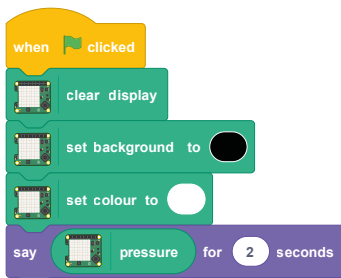 when clicked
clear display
set background to
set colour to
say pressure for 2 seconds